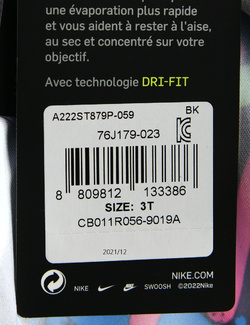 une évaporation plus rapide
et vous aident à rester à l'aise,
au sec et concentré sur votre
objectif.
Avec technologie DRI-FIT
A222ST879P-059 BK
76J179-023
8 809812 133386
SIZE: 3T
CB011R056-9019A
2021/12
NIKE.COM
NIKE SWOOSH ©2022Nike